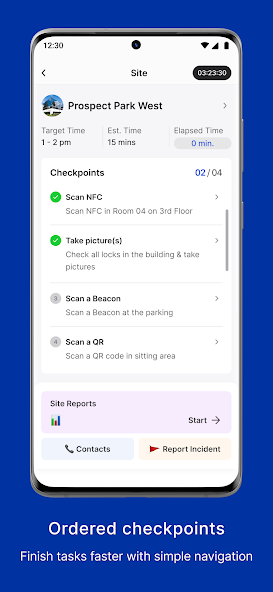 12:30
Site
03:23:30
Prospect Park West
Target Time
Est. Time
Elapsed Time
1 - 2 pm
15 mins
0 min.
Checkpoints
02 / 04
Scan NFC
Scan NFC in Room 04 on 3rd Floor
Take picture(s)
Check all locks in the building & take
pictures
3
Scan a Beacon
Scan a Beacon at the parking
4
Scan a QR
Scan a QR code in sitting area
Site Reports
Start →
Contacts
Report Incident
Ordered checkpoints
Finish tasks faster with simple navigation